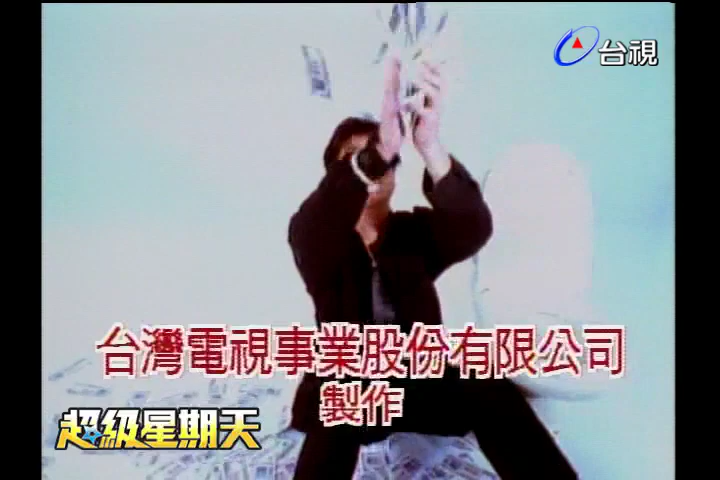 台視
台灣電視事業股份有限公司
製作
超級星期天